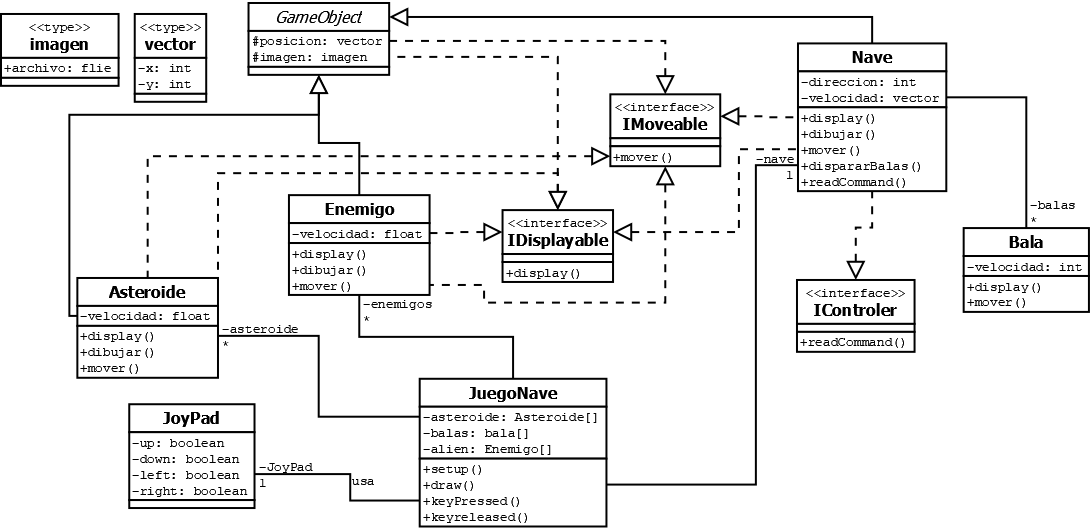 <<type>>
imagen
+archivo: flie
<<type>>
vector
-x: int
-y: int
GameObject
#posicion: vector
#imagen: imagen
Nave
-direccion: int
-velocidad: vector
+display()
+dibujar()
+mover()
+dispararBalas()
+readCommand()
<<interface>>
IMoveable
+mover()
-nave
1
-balas
*
Enemigo
-velocidad: float
+display()
+dibujar()
+mover()
<<interface>>
IDisplayable
+display()
Bala
-velocidad: int
+display()
+mover()
Asteroide
-velocidad: float
+display()
+dibujar()
+mover()
<<interface>>
IControler
+readCommand()
-enemigos
*
-asteroide
*
JuegoNave
-asteroide: Asteroide[]
-balas: bala[]
-alien: Enemigo[]
+setup()
+draw()
+keyPressed()
+keyreleased()
JoyPad
-up: boolean
-down: boolean
-left: boolean
-right: boolean
-JoyPad
1
usa